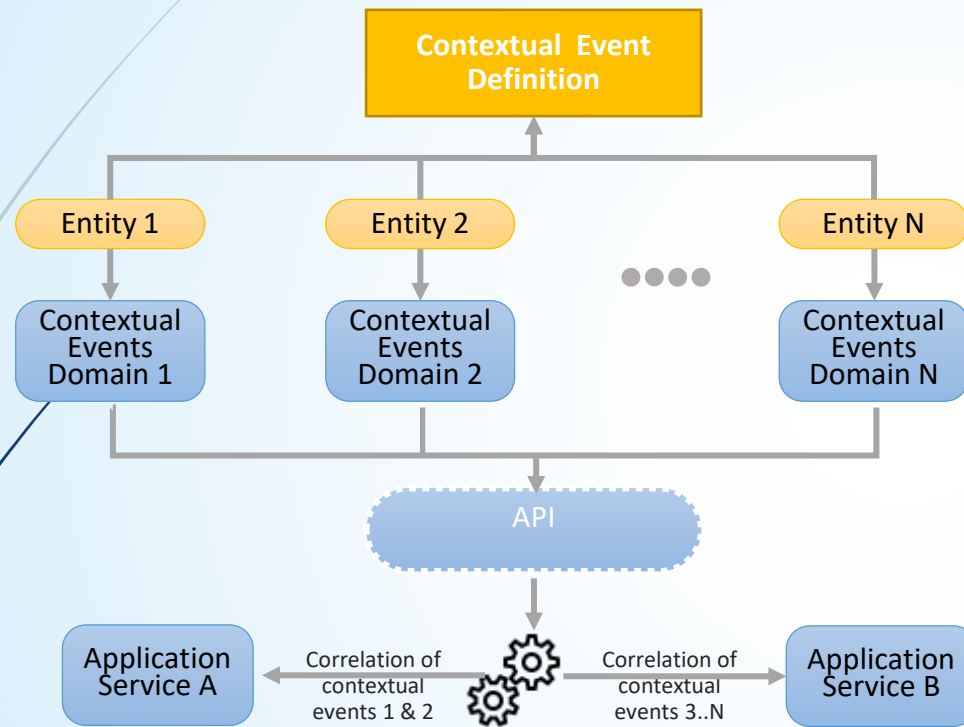 Contextual Event
Definition
Entity 1
Entity 2
Entity N
Contextual
Events
Domain 1
Contextual
Events
Domain 2
Contextual
Events
Domain N
API
Application
Service A
Correlation of
contextual
events 1 & 2
Correlation of
contextual
events 3..N
Application
Service B